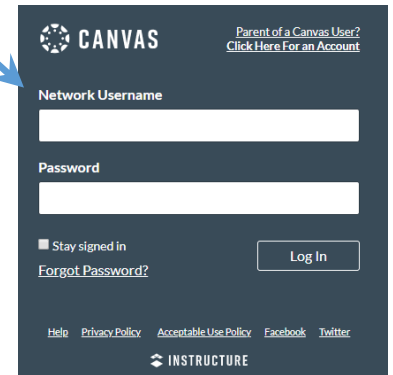 CANVAS
Parent of a Canvas User?
Click Here For an Account
Network Username
Password
Stay signed in
Log In
Forgot Password?
Help Privacy Policy Acceptable Use Policy Facebook Twitter
INSTRUCTURE